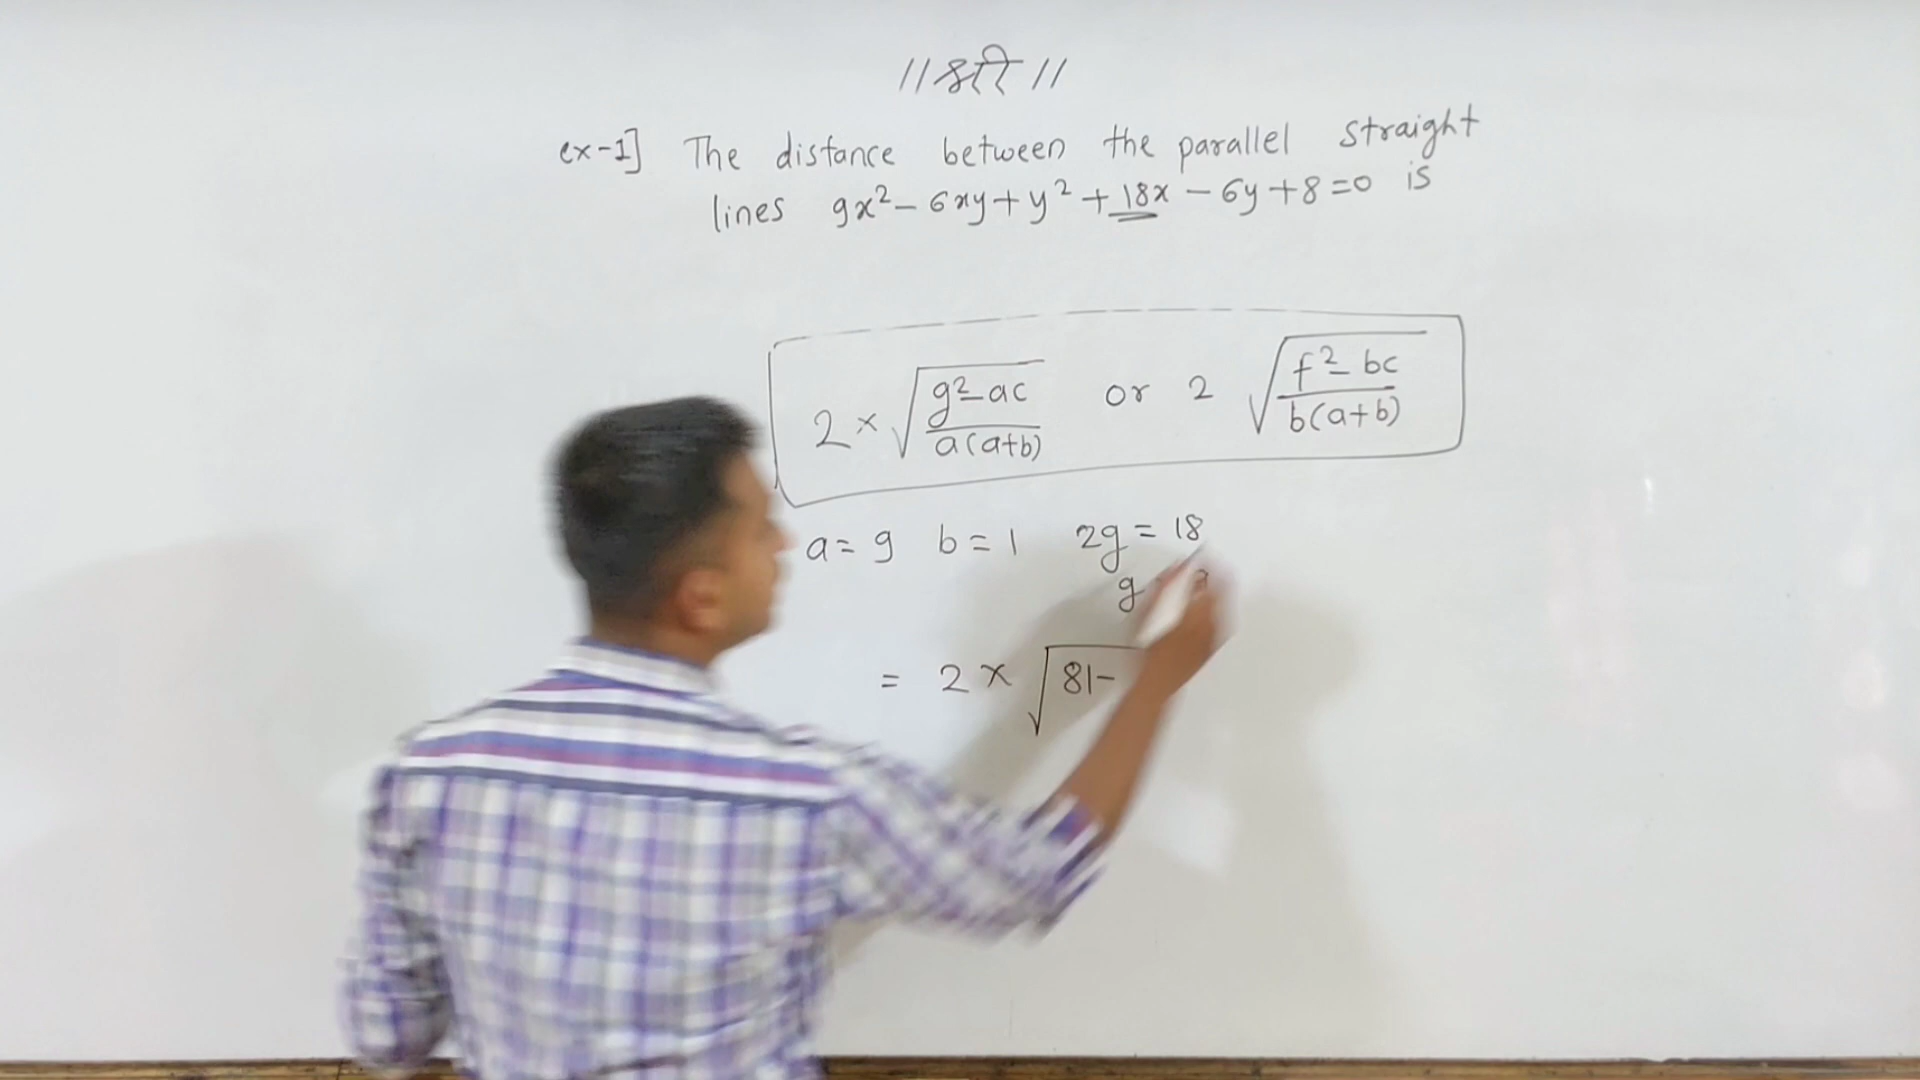 ॥ श्री ॥
ex-1] The distance between the parallel straight
lines 9x² - 6xy + y² + 18x - 6y + 8 = 0 is
2 × √((g² - ac)/(a(a+b))) or 2 √((f² - bc)/(b(a+b)))
a = 9 b = 1 2g = 18
g
= 2 × √(81 -